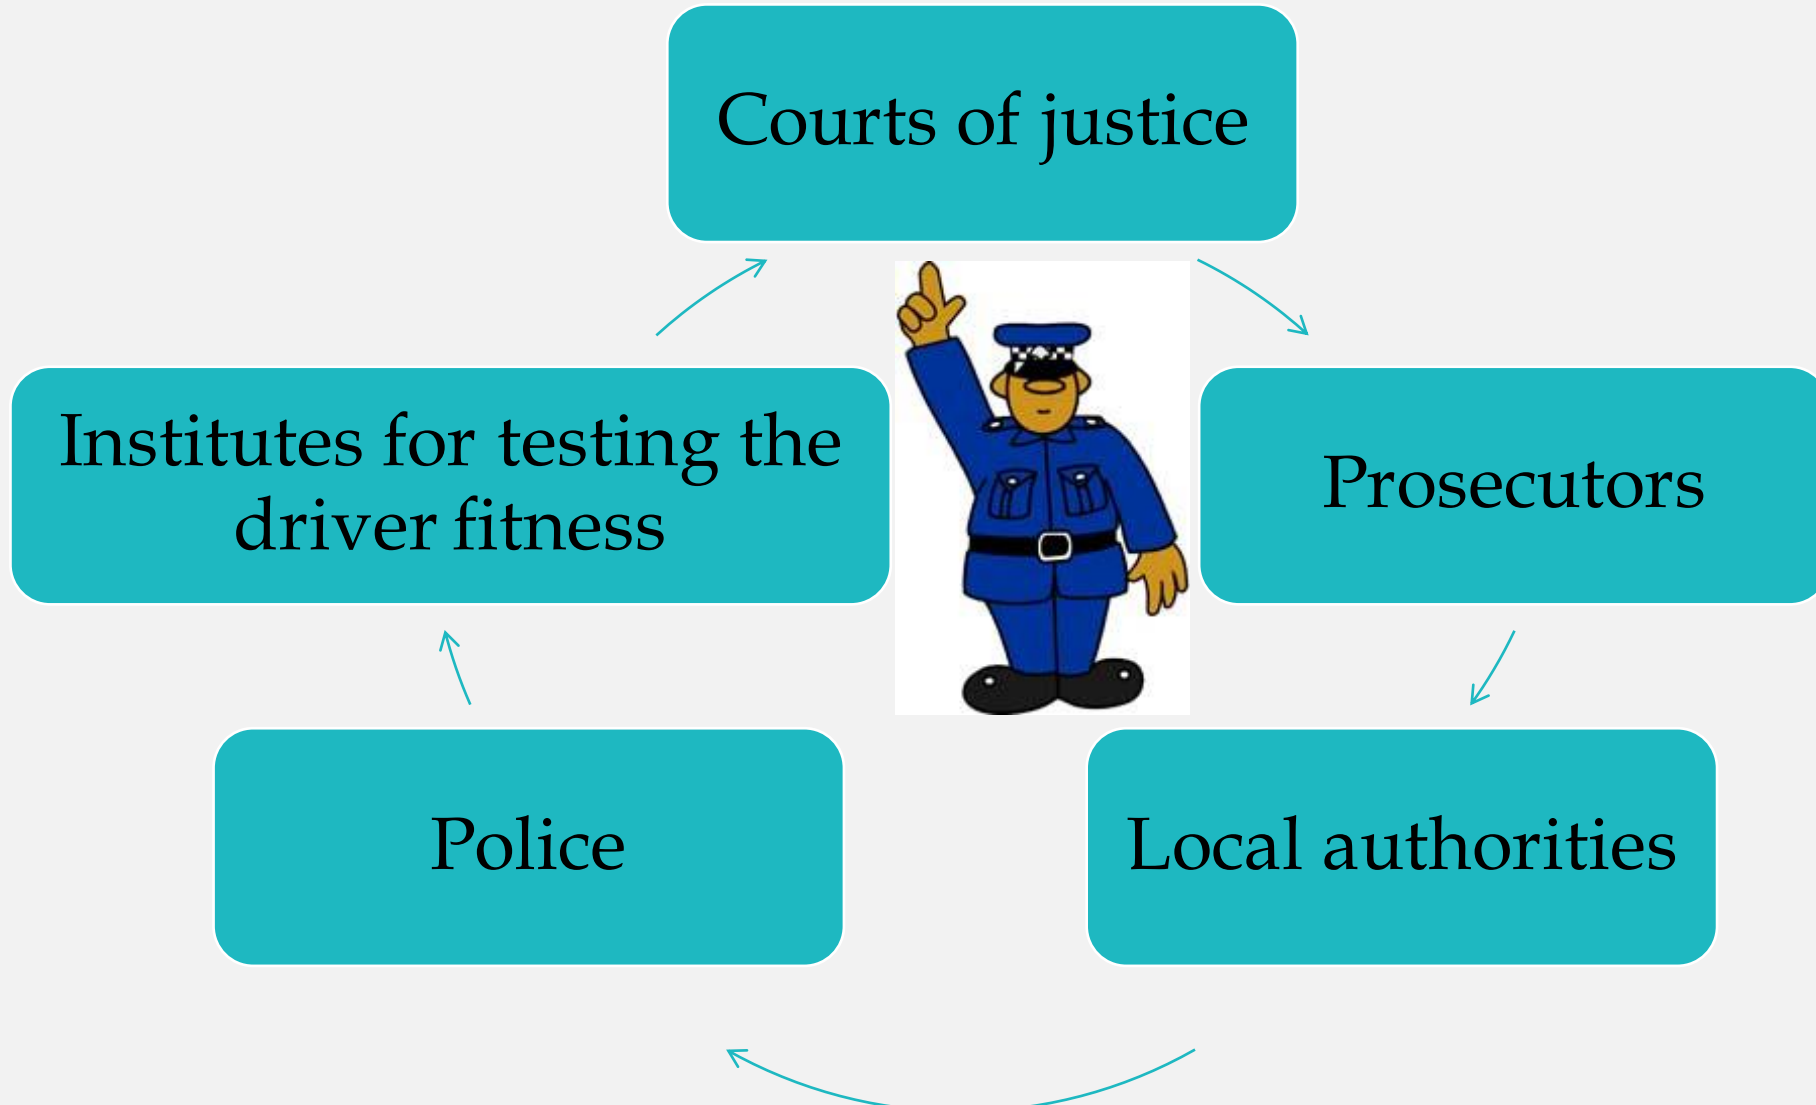 Courts of justice
Institutes for testing the
driver fitness
Prosecutors
Police
Local authorities